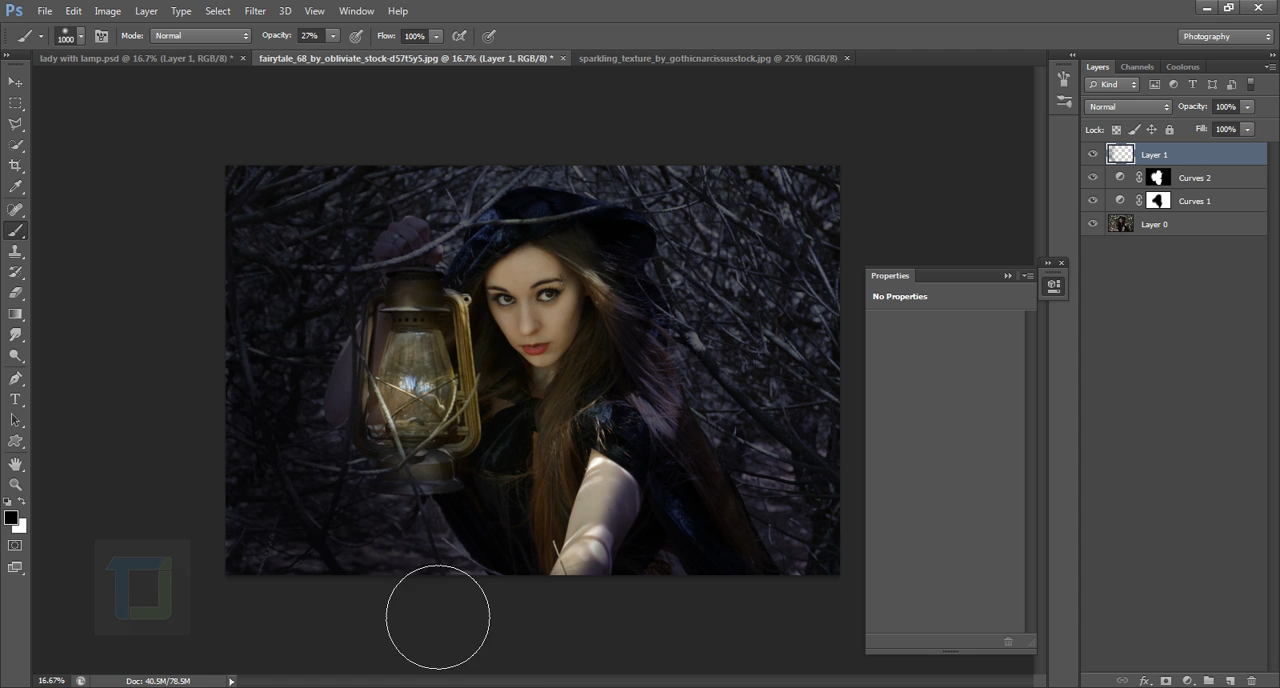 Ps File Edit Image Layer Type Select Filter 3D View Window Help
1000 Mode: Normal Opacity: 27% Flow: 100% Photography
lady with lamp.psd @ 16.7% (Layer 1, RGB/8) * × fairytale_68_by_obliviate_stock-d57t5y5.jpg @ 16.7% (Layer 1, RGB/8) * × sparkling_texture_by_gothicnarcissusstock.jpg @ 25% (RGB/8) ×
Layers Channels Coolorus
Kind
Normal Opacity: 100%
Lock: Fill: 100%
Layer 1
Curves 2
Curves 1
Layer 0
Properties
No Properties
16.67% Doc: 40.5M/78.5M